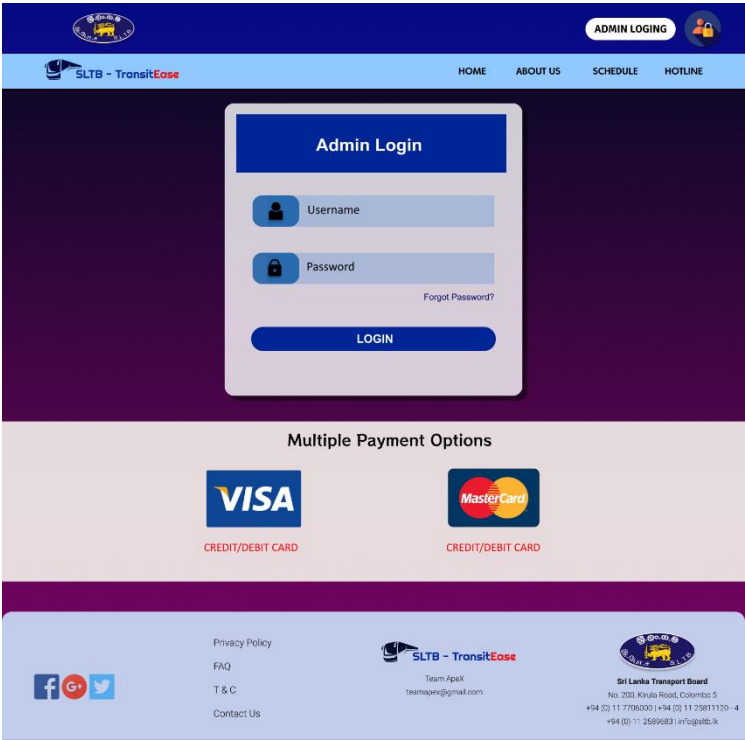 ADMIN LOGING
SLTB - TransitEase
HOME ABOUT US SCHEDULE HOTLINE
Admin Login
Username
Password
Forgot Password?
LOGIN
Multiple Payment Options
VISA
MasterCard
CREDIT/DEBIT CARD
CREDIT/DEBIT CARD
Privacy Policy
FAQ
T & C
Contact Us
G+
SLTB - TransitEase
Team ApeX
teamapex@gmail.com
ශ්‍රී.ලං.ග.ම
S.L.T.B
Sri Lanka Transport Board
No. 200, Kirula Road, Colombo 5
+94 (0) 11 7706000 | +94 (0) 11 25811120 - 4
+94 (0) 11 2589683 | info@sltb.lk